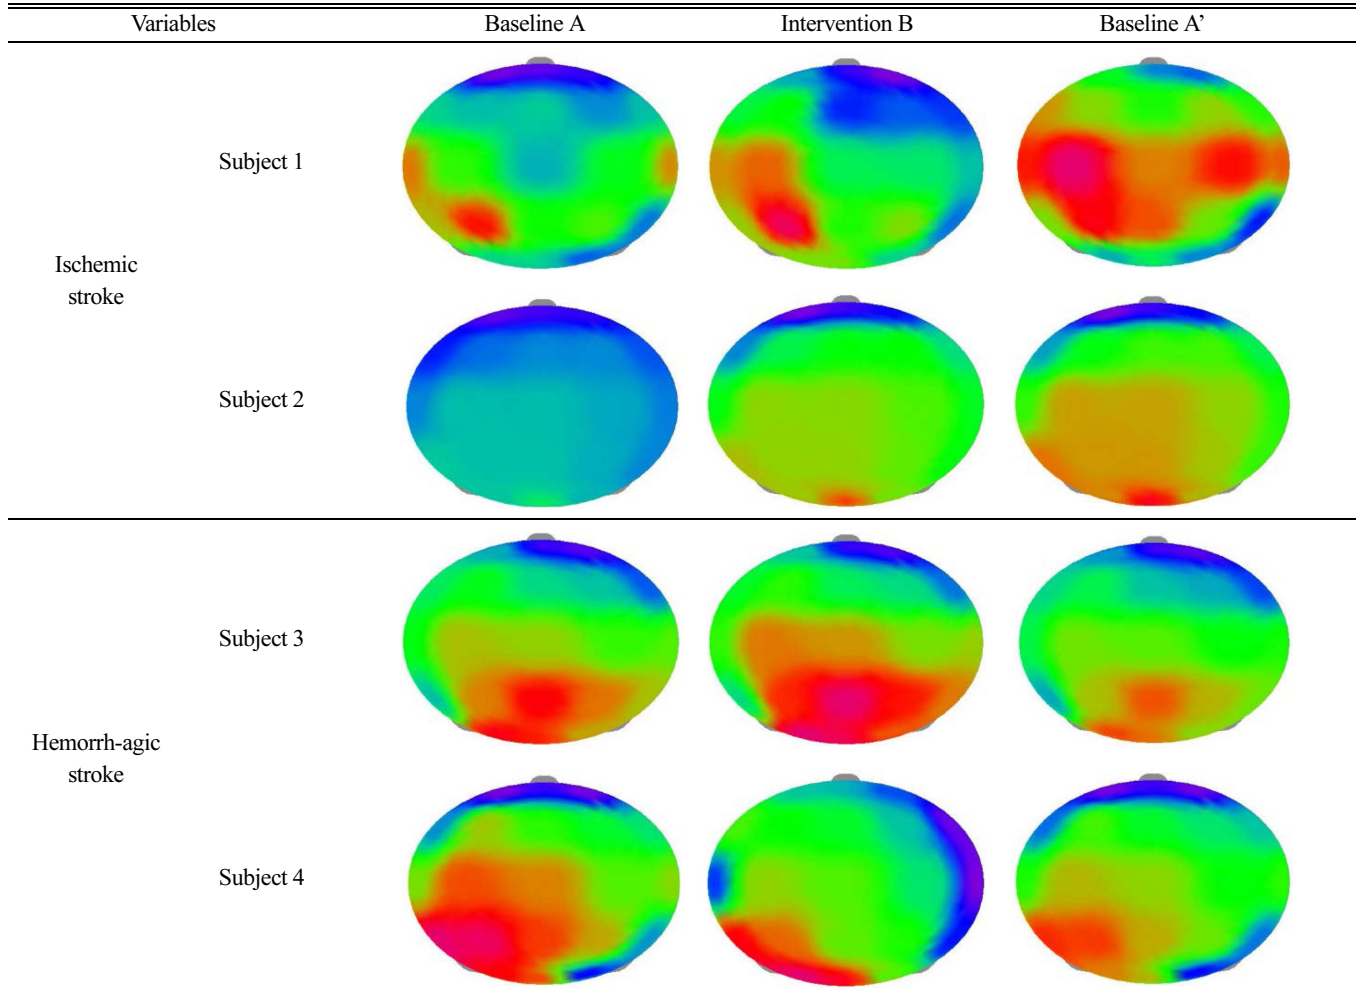 Variables Baseline A Intervention B Baseline A’
Subject 1
Ischemic
stroke
Subject 2
Subject 3
Hemorrh-agic
stroke
Subject 4